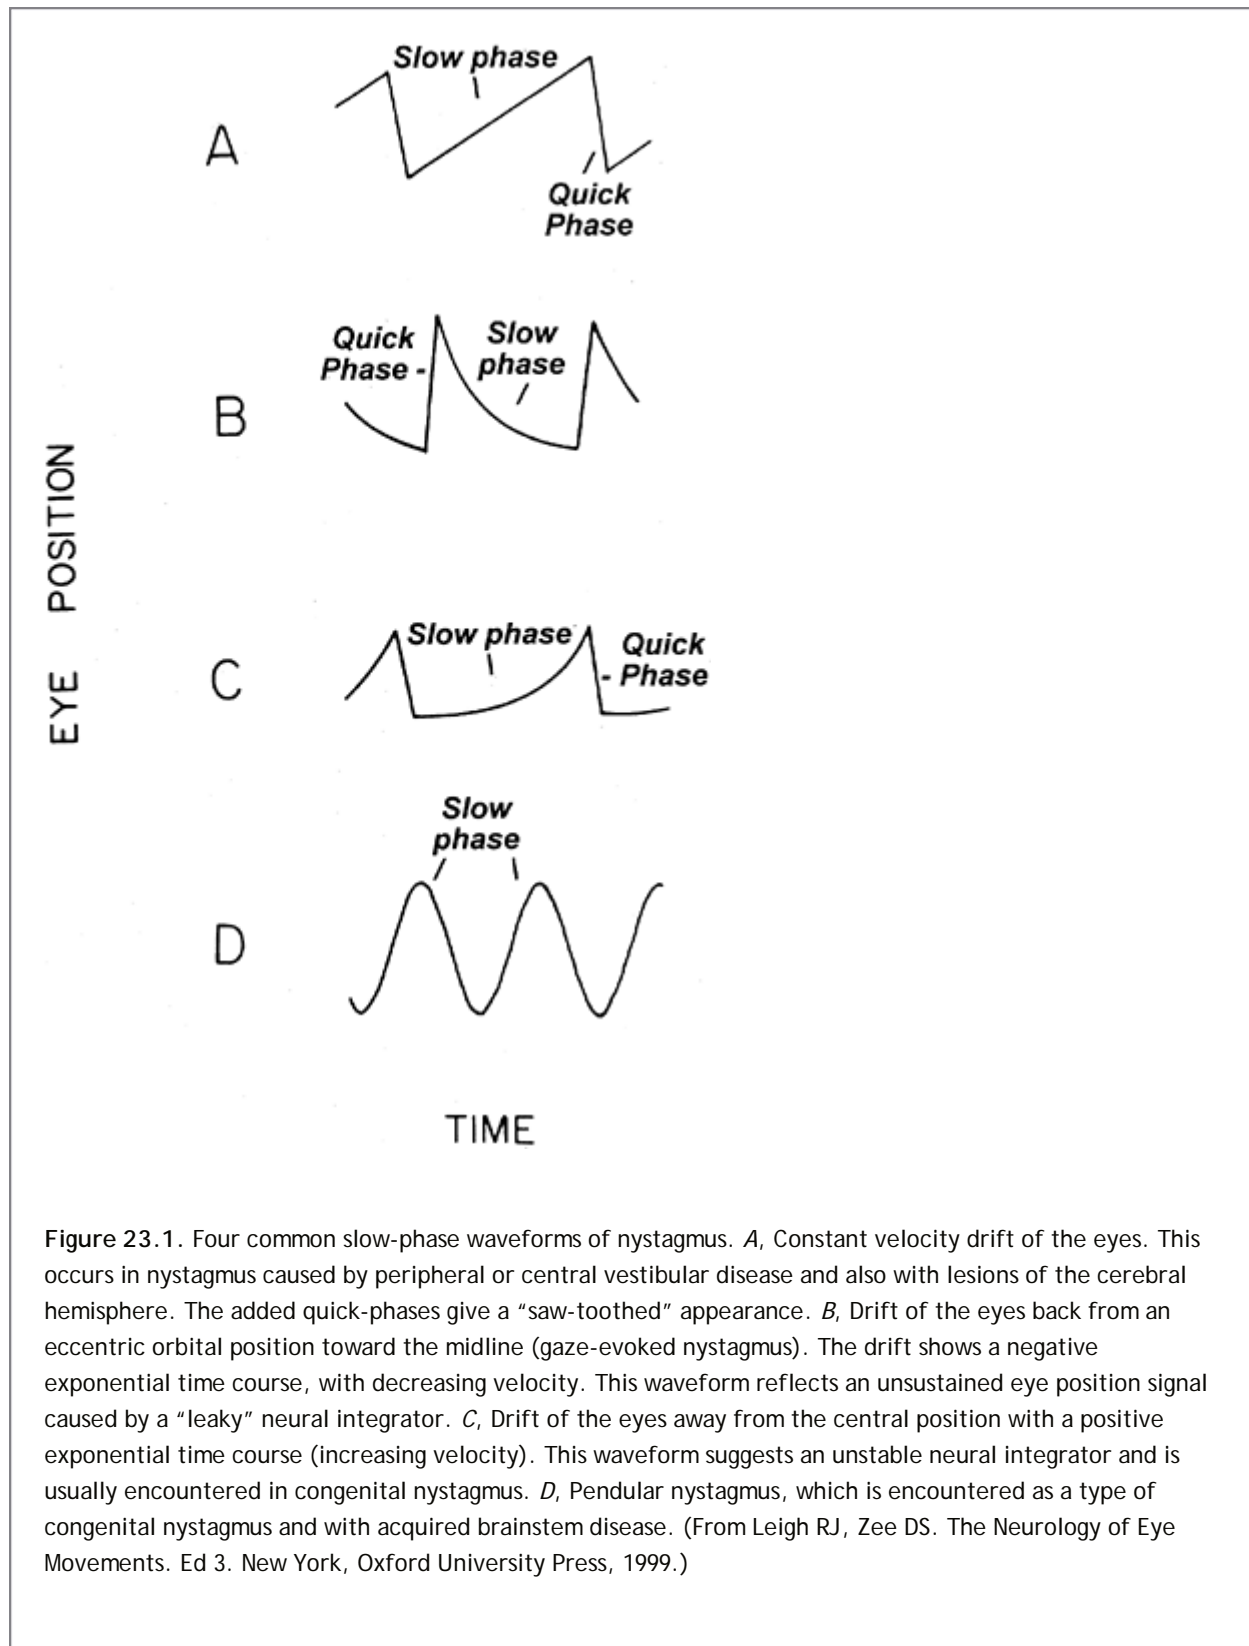 Slow phase
A
Quick
Phase
Quick
Phase -
Slow
phase
B
EYE POSITION
Slow phase
Quick
- Phase
C
Slow
phase
D
TIME
Figure 23.1. Four common slow-phase waveforms of nystagmus. A, Constant velocity drift of the eyes. This
occurs in nystagmus caused by peripheral or central vestibular disease and also with lesions of the cerebral
hemisphere. The added quick-phases give a “saw-toothed” appearance. B, Drift of the eyes back from an
eccentric orbital position toward the midline (gaze-evoked nystagmus). The drift shows a negative
exponential time course, with decreasing velocity. This waveform reflects an unsustained eye position signal
caused by a “leaky” neural integrator. C, Drift of the eyes away from the central position with a positive
exponential time course (increasing velocity). This waveform suggests an unstable neural integrator and is
usually encountered in congenital nystagmus. D, Pendular nystagmus, which is encountered as a type of
congenital nystagmus and with acquired brainstem disease. (From Leigh RJ, Zee DS. The Neurology of Eye
Movements. Ed 3. New York, Oxford University Press, 1999.)